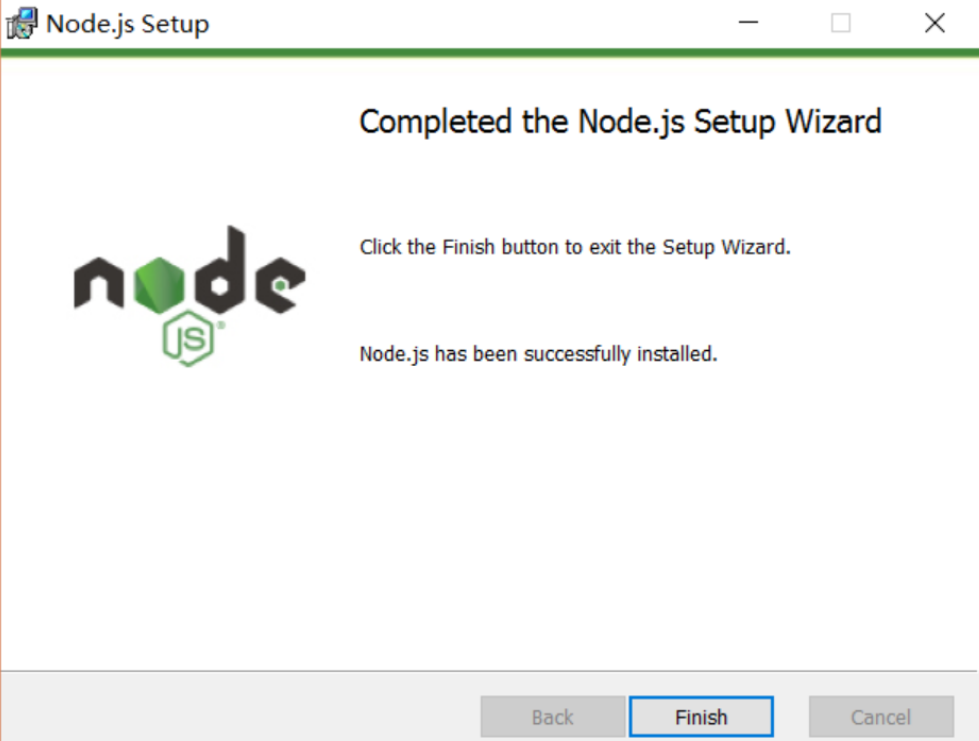 Node.js Setup
Completed the Node.js Setup Wizard
Click the Finish button to exit the Setup Wizard.
node
JS®
Node.js has been successfully installed.
Back
Finish
Cancel